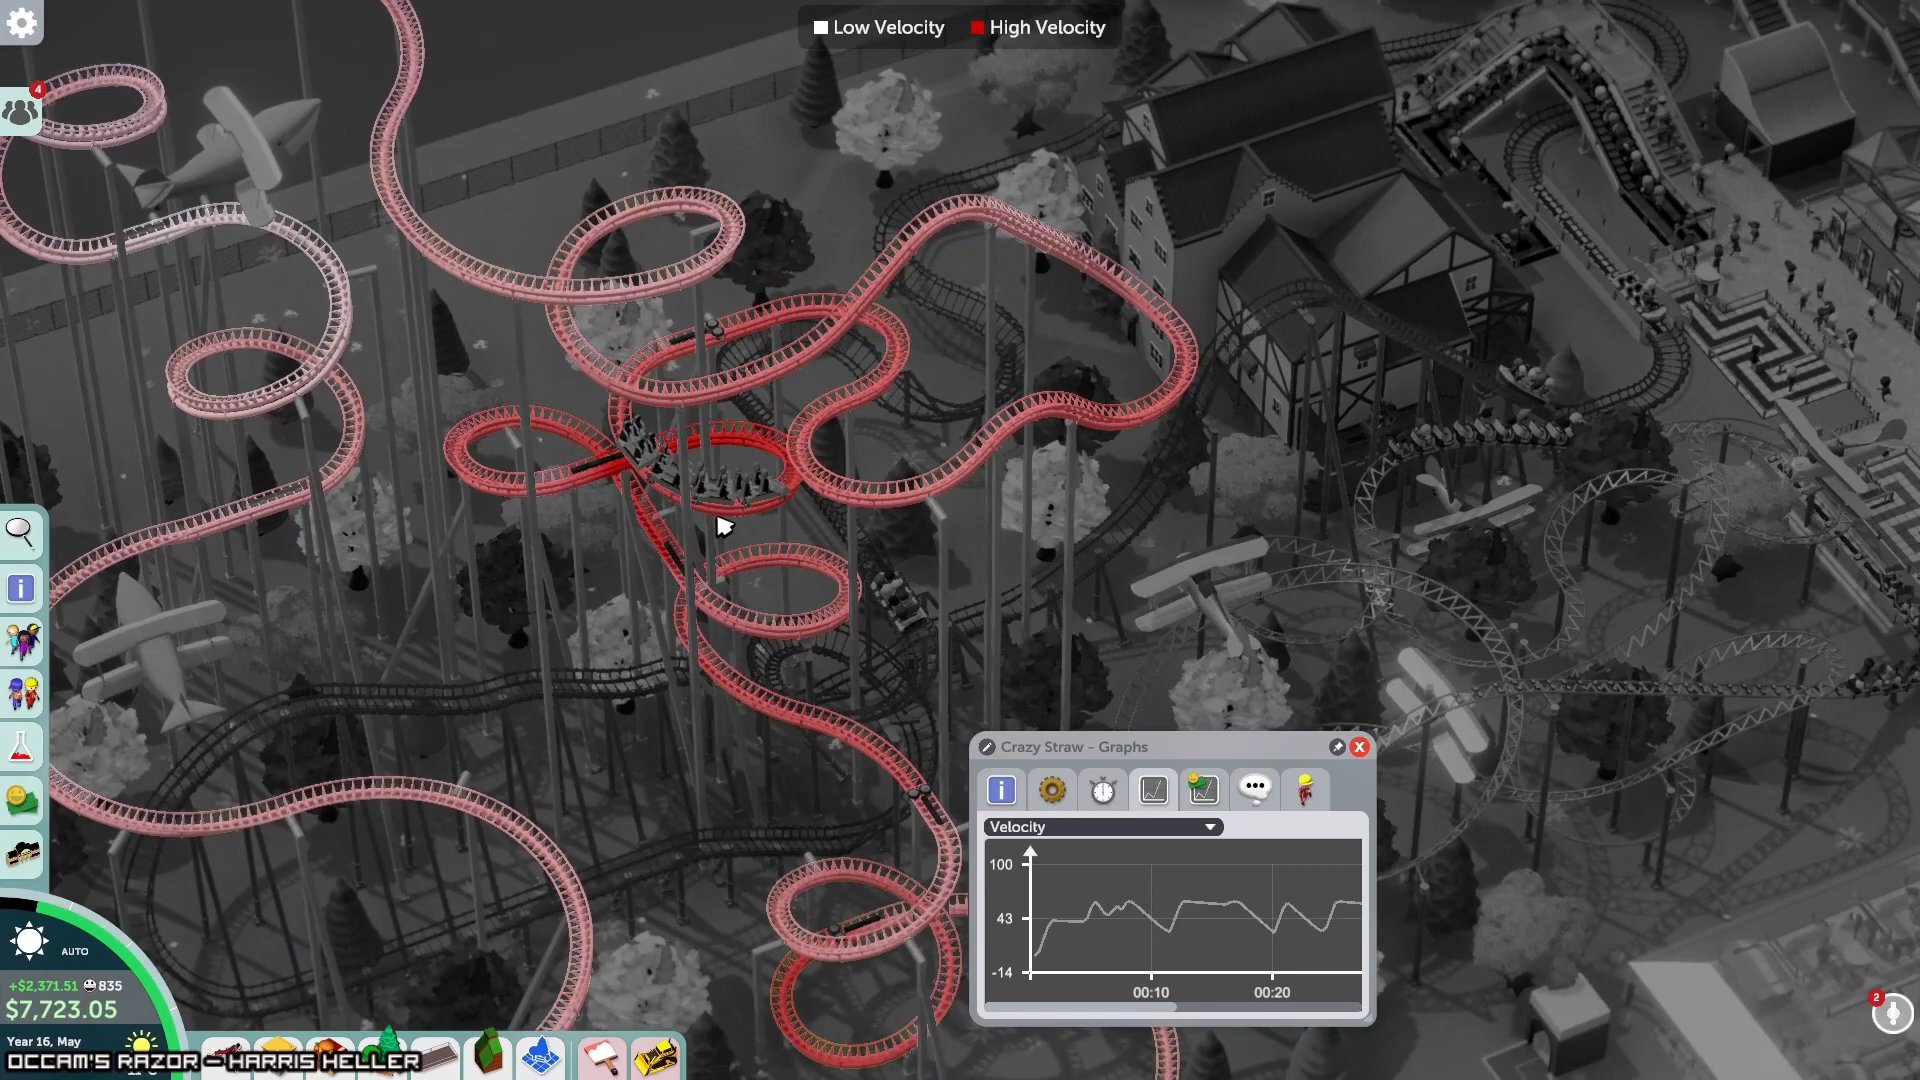 Low Velocity High Velocity
4
Crazy Straw - Graphs
Velocity
100
43
-14
00:10 00:20
AUTO
+$2,371.51 835
$7,723.05
Year 16, May
OCCAM'S RAZOR - HARRIS HELLER
2